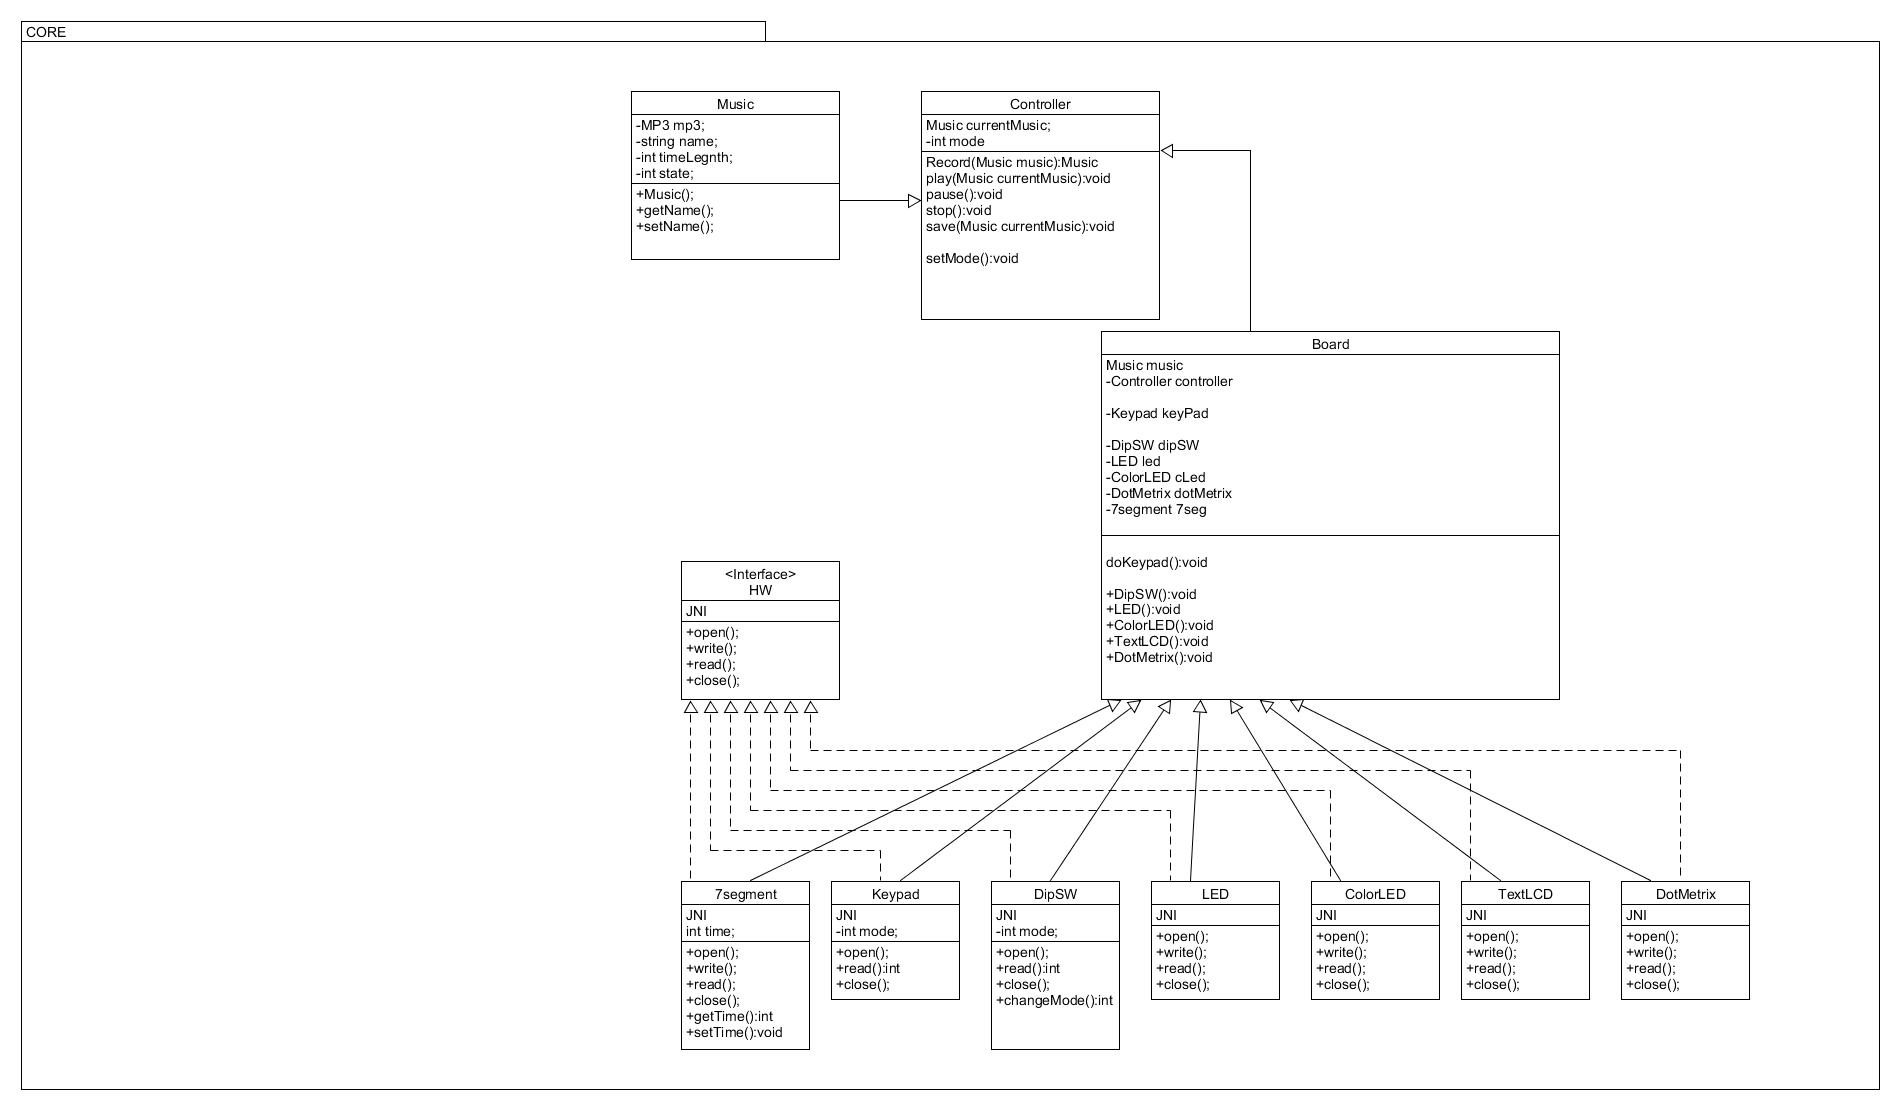 CORE
Music
-MP3 mp3;
-string name;
-int timeLegnth;
-int state;
+Music();
+getName();
+setName();
Controller
Music currentMusic;
-int mode
Record(Music music):Music
play(Music currentMusic):void
pause():void
stop():void
save(Music currentMusic):void
setMode():void
Board
Music music
-Controller controller
-Keypad keyPad
-DipSW dipSW
-LED led
-ColorLED cLed
-DotMetrix dotMetrix
-7segment 7seg
doKeypad():void
+DipSW():void
+LED():void
+ColorLED():void
+TextLCD():void
+DotMetrix():void
<Interface>
HW
JNI
+open();
+write();
+read();
+close();
7segment
JNI
int time;
+open();
+write();
+read();
+close();
+getTime():int
+setTime():void
Keypad
JNI
-int mode;
+open();
+read():int
+close();
DipSW
JNI
-int mode;
+open();
+read():int
+close();
+changeMode():int
LED
JNI
+open();
+write();
+read();
+close();
ColorLED
JNI
+open();
+write();
+read();
+close();
TextLCD
JNI
+open();
+write();
+read();
+close();
DotMetrix
JNI
+open();
+write();
+read();
+close();